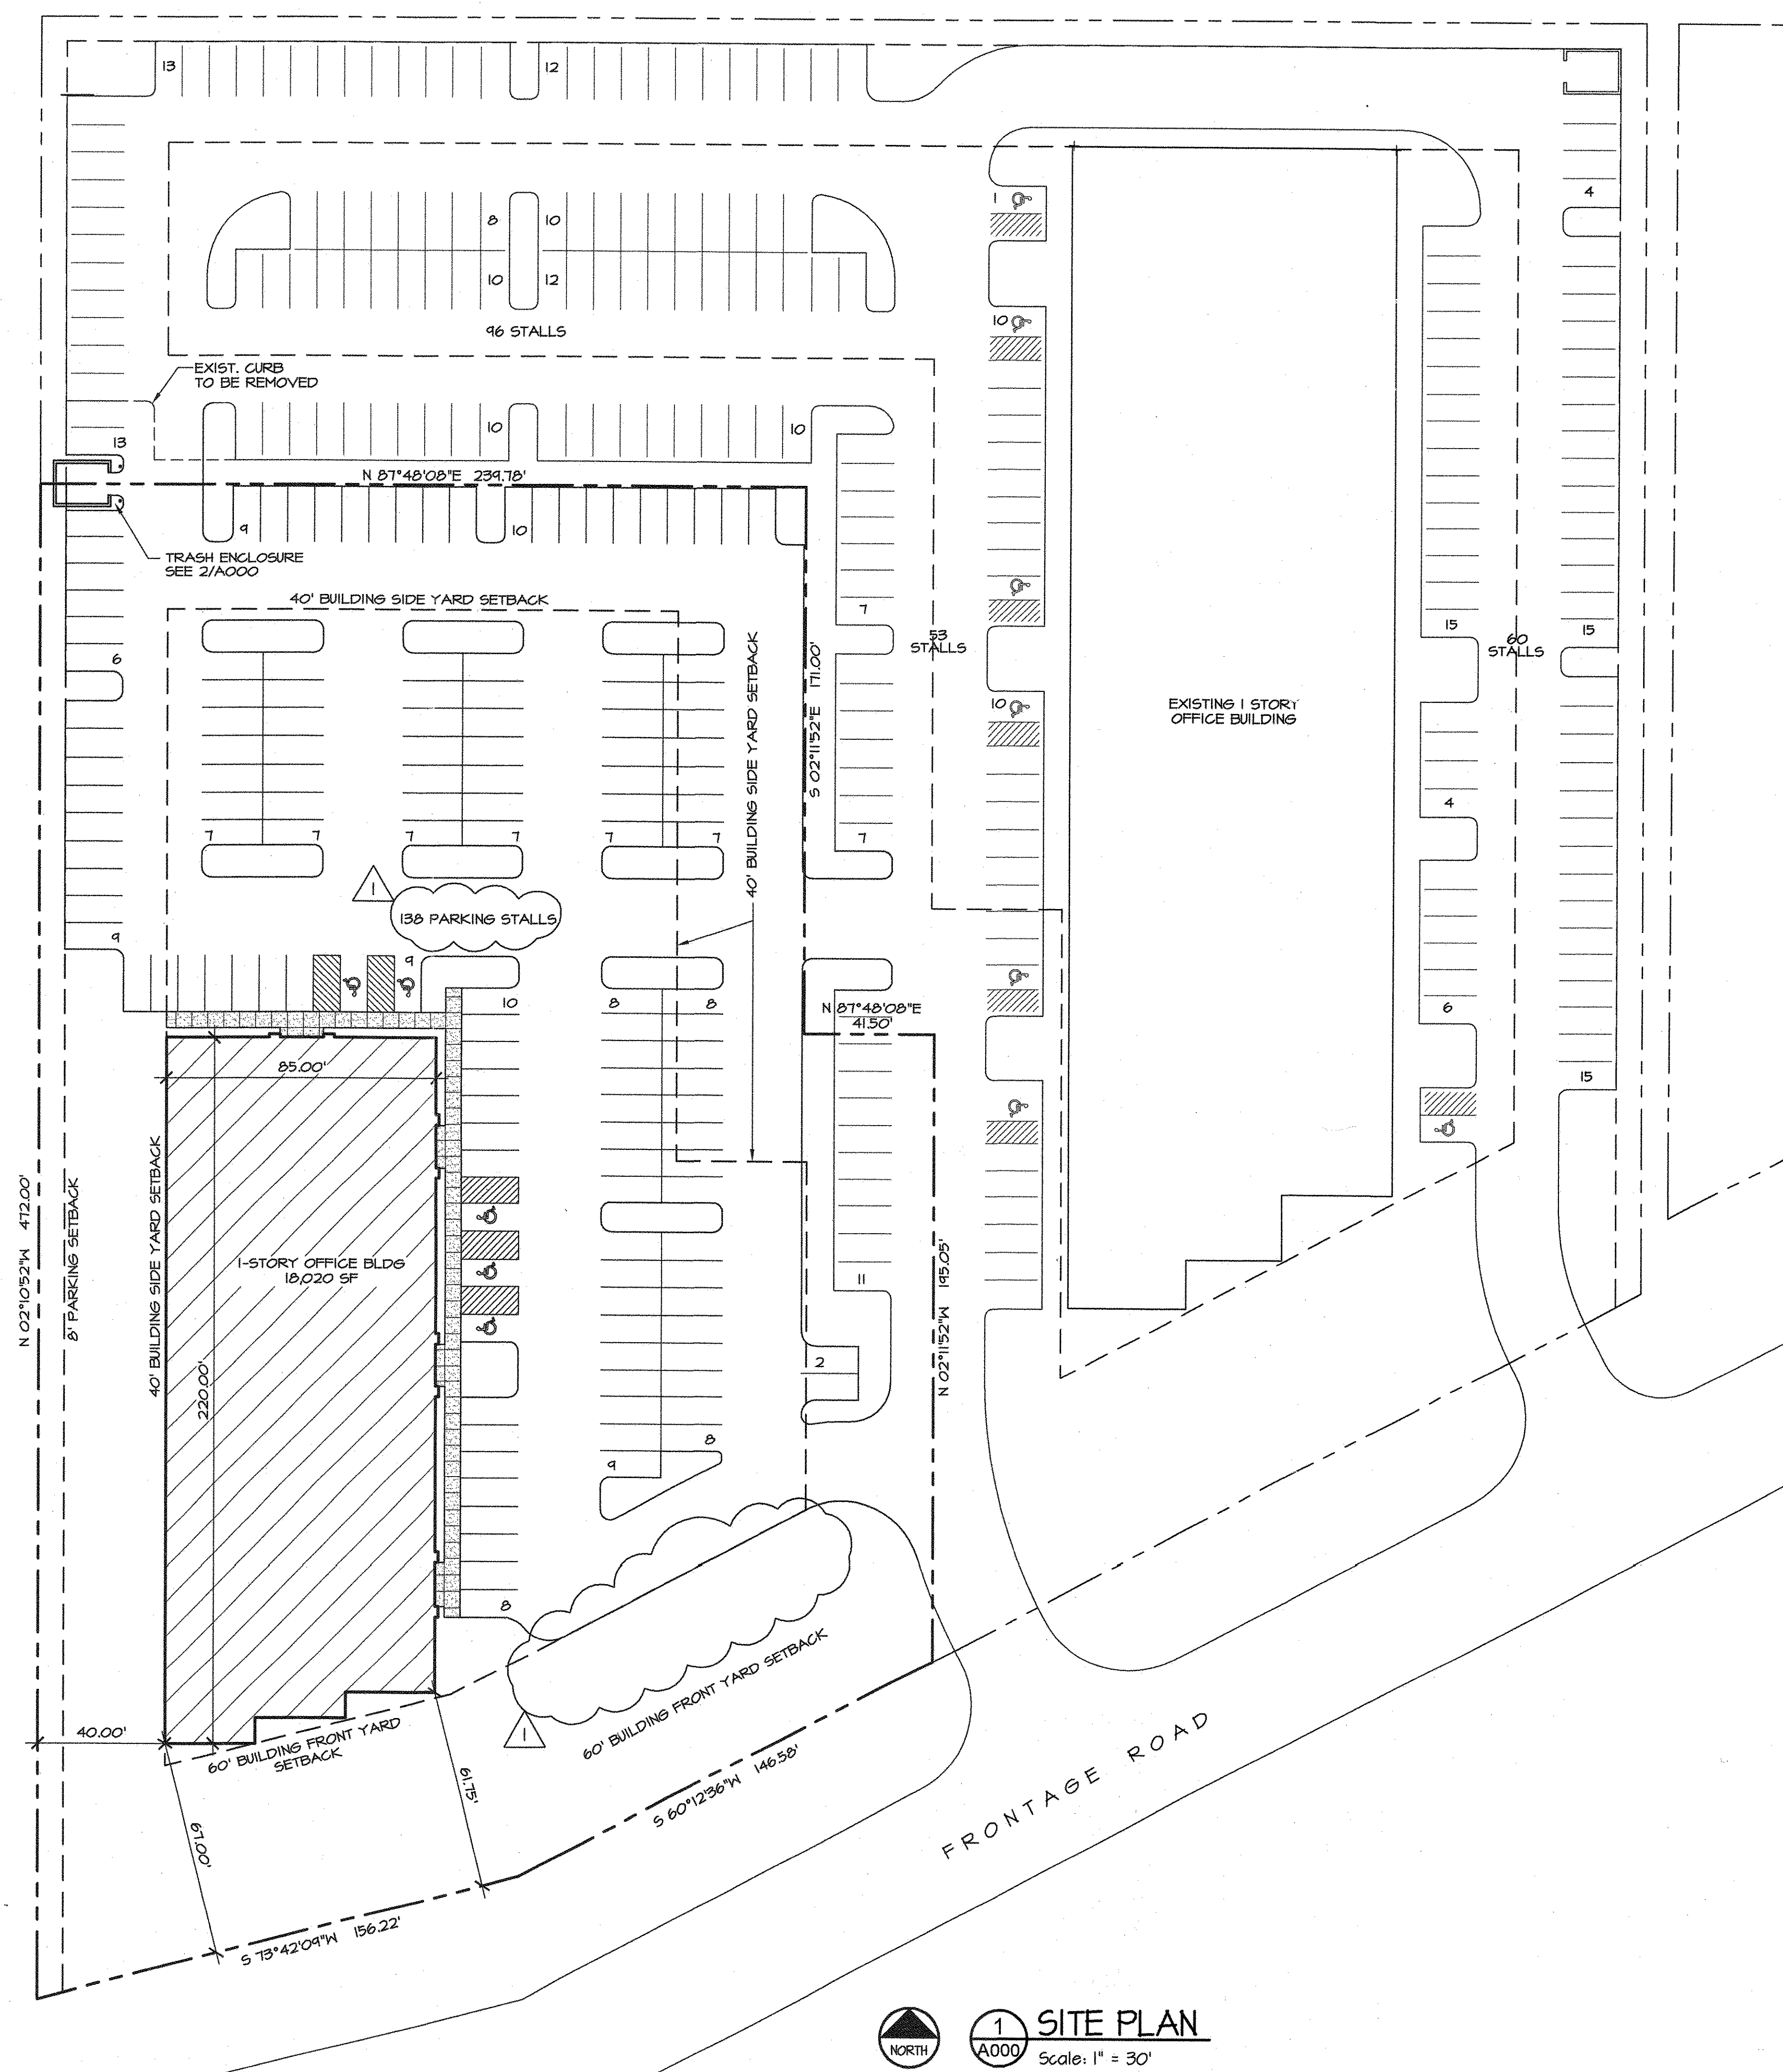 13
12
4
1
8
10
10
12
10
96 STALLS
EXIST. CURB
TO BE REMOVED
13
10
10
N 87°48'08"E 239.78'
9
10
TRASH ENCLOSURE
SEE 2/A000
40' BUILDING SIDE YARD SETBACK
7
15
15
53
STALLS
60
STALLS
6
40' BUILDING SIDE YARD SETBACK
S 02°11'52"E 171.00'
10
EXISTING 1 STORY
OFFICE BUILDING
4
7
7
7
7
7
7
7
1
138 PARKING STALLS
9
9
10
8
8
N 87°48'08"E
41.50'
6
15
85.00'
N 02°10'52"W 472.00'
8' PARKING SETBACK
40' BUILDING SIDE YARD SETBACK
1-STORY OFFICE BLDG
18,020 SF
220.00'
11
N 02°11'52"W 195.05'
2
8
9
8
40.00'
60' BUILDING FRONT YARD
SETBACK
1
60' BUILDING FRONT YARD SETBACK
61.75'
67.00'
S 60°12'36"W 146.58'
S 73°42'09"W 156.22'
FRONTAGE ROAD
NORTH
1
A000
SITE PLAN
Scale: 1" = 30'